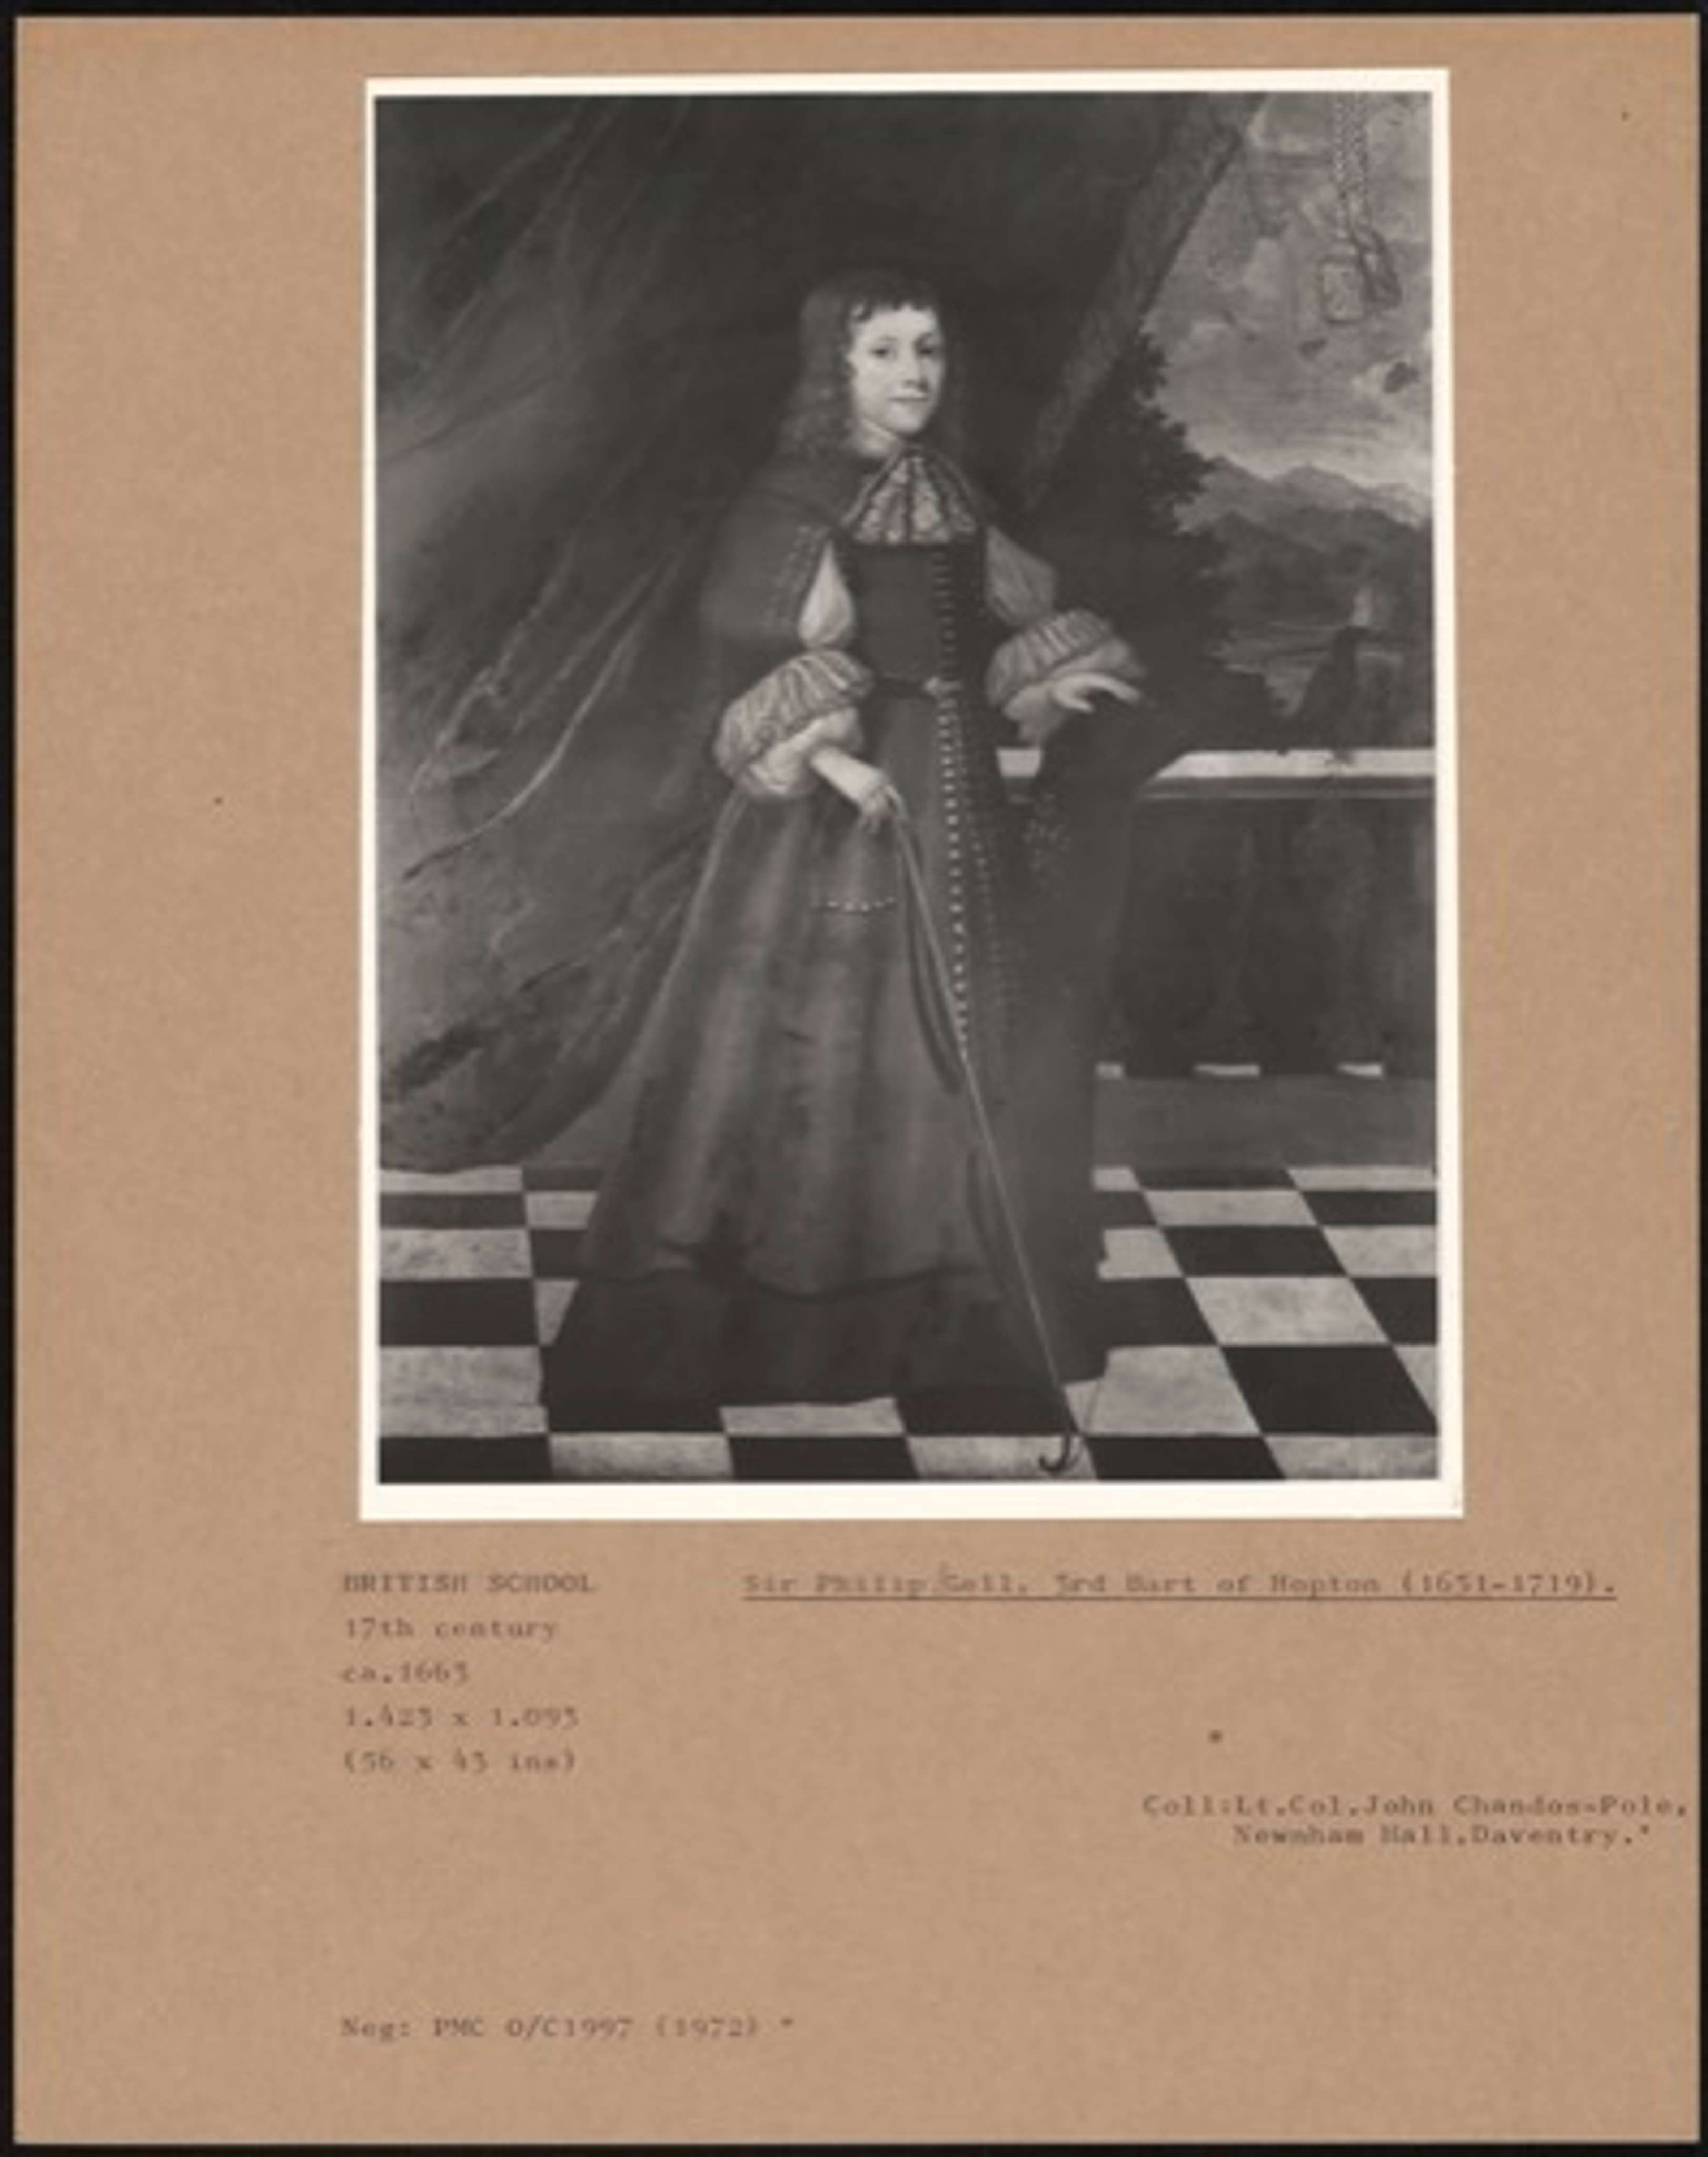 BRITISH SCHOOL
Sir Philip Gell, 3rd Bart of Hopton (1651-1719).
17th century
ca.1663
1.423 x 1.093
(56 x 43 ins)
Coll:Lt.Col.John Chandos-Pole,
Newnham Hall,Daventry."
Neg: PMC O/C1997 (1972) "